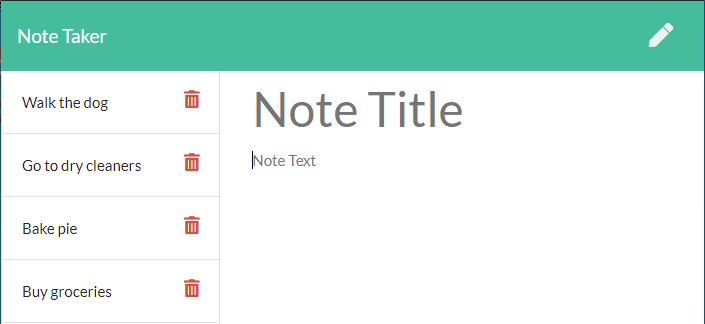 Note Taker
Walk the dog
Go to dry cleaners
Bake pie
Buy groceries
Note Title
Note Text